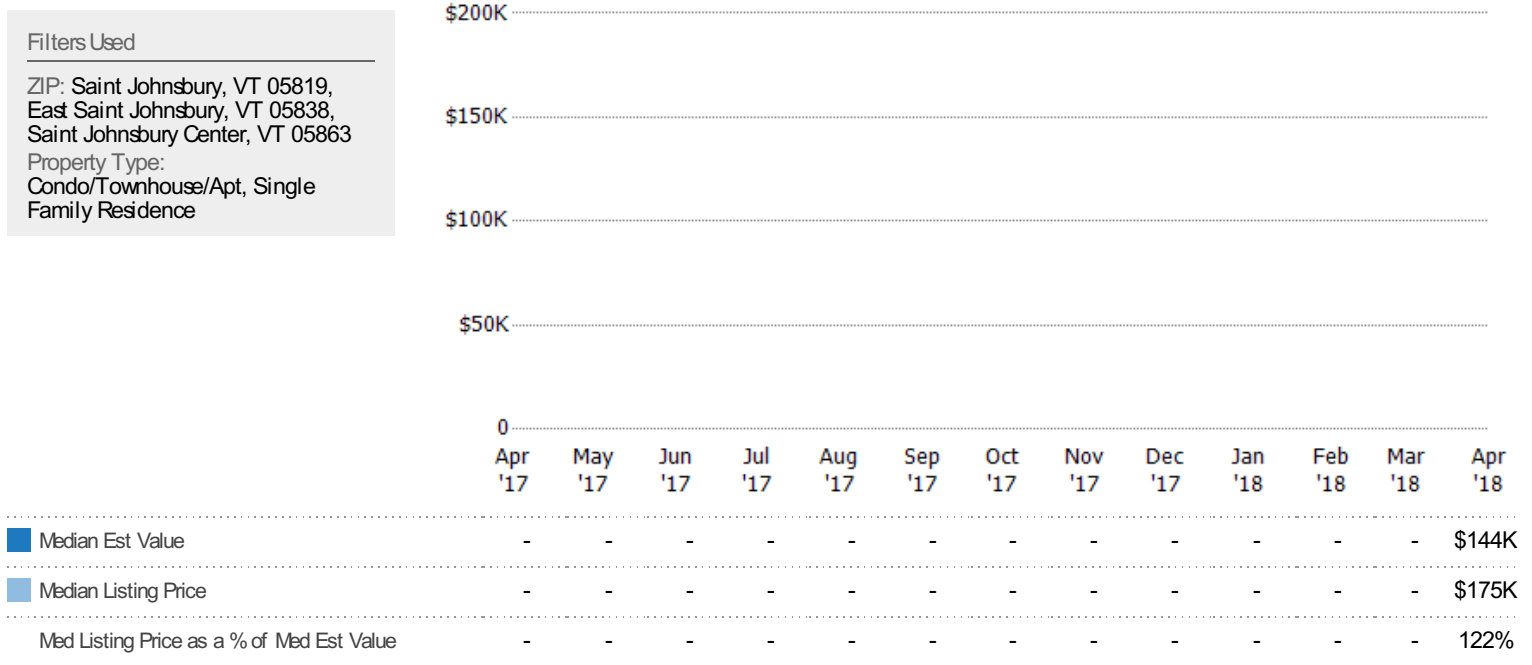 Filters Used
ZIP: Saint Johnsbury, VT 05819,
East Saint Johnsbury, VT 05838,
Saint Johnsbury Center, VT 05863
Property Type:
Condo/Townhouse/Apt, Single
Family Residence
$200K
$150K
$100K
$50K
0
Apr May Jun Jul Aug Sep Oct Nov Dec Jan Feb Mar Apr
'17 '17 '17 '17 '17 '17 '17 '17 '17 '18 '18 '18 '18
Median Est Value - - - - - - - - - - - - $144K
Median Listing Price - - - - - - - - - - - - $175K
Med Listing Price as a % of Med Est Value - - - - - - - - - - - - 122%